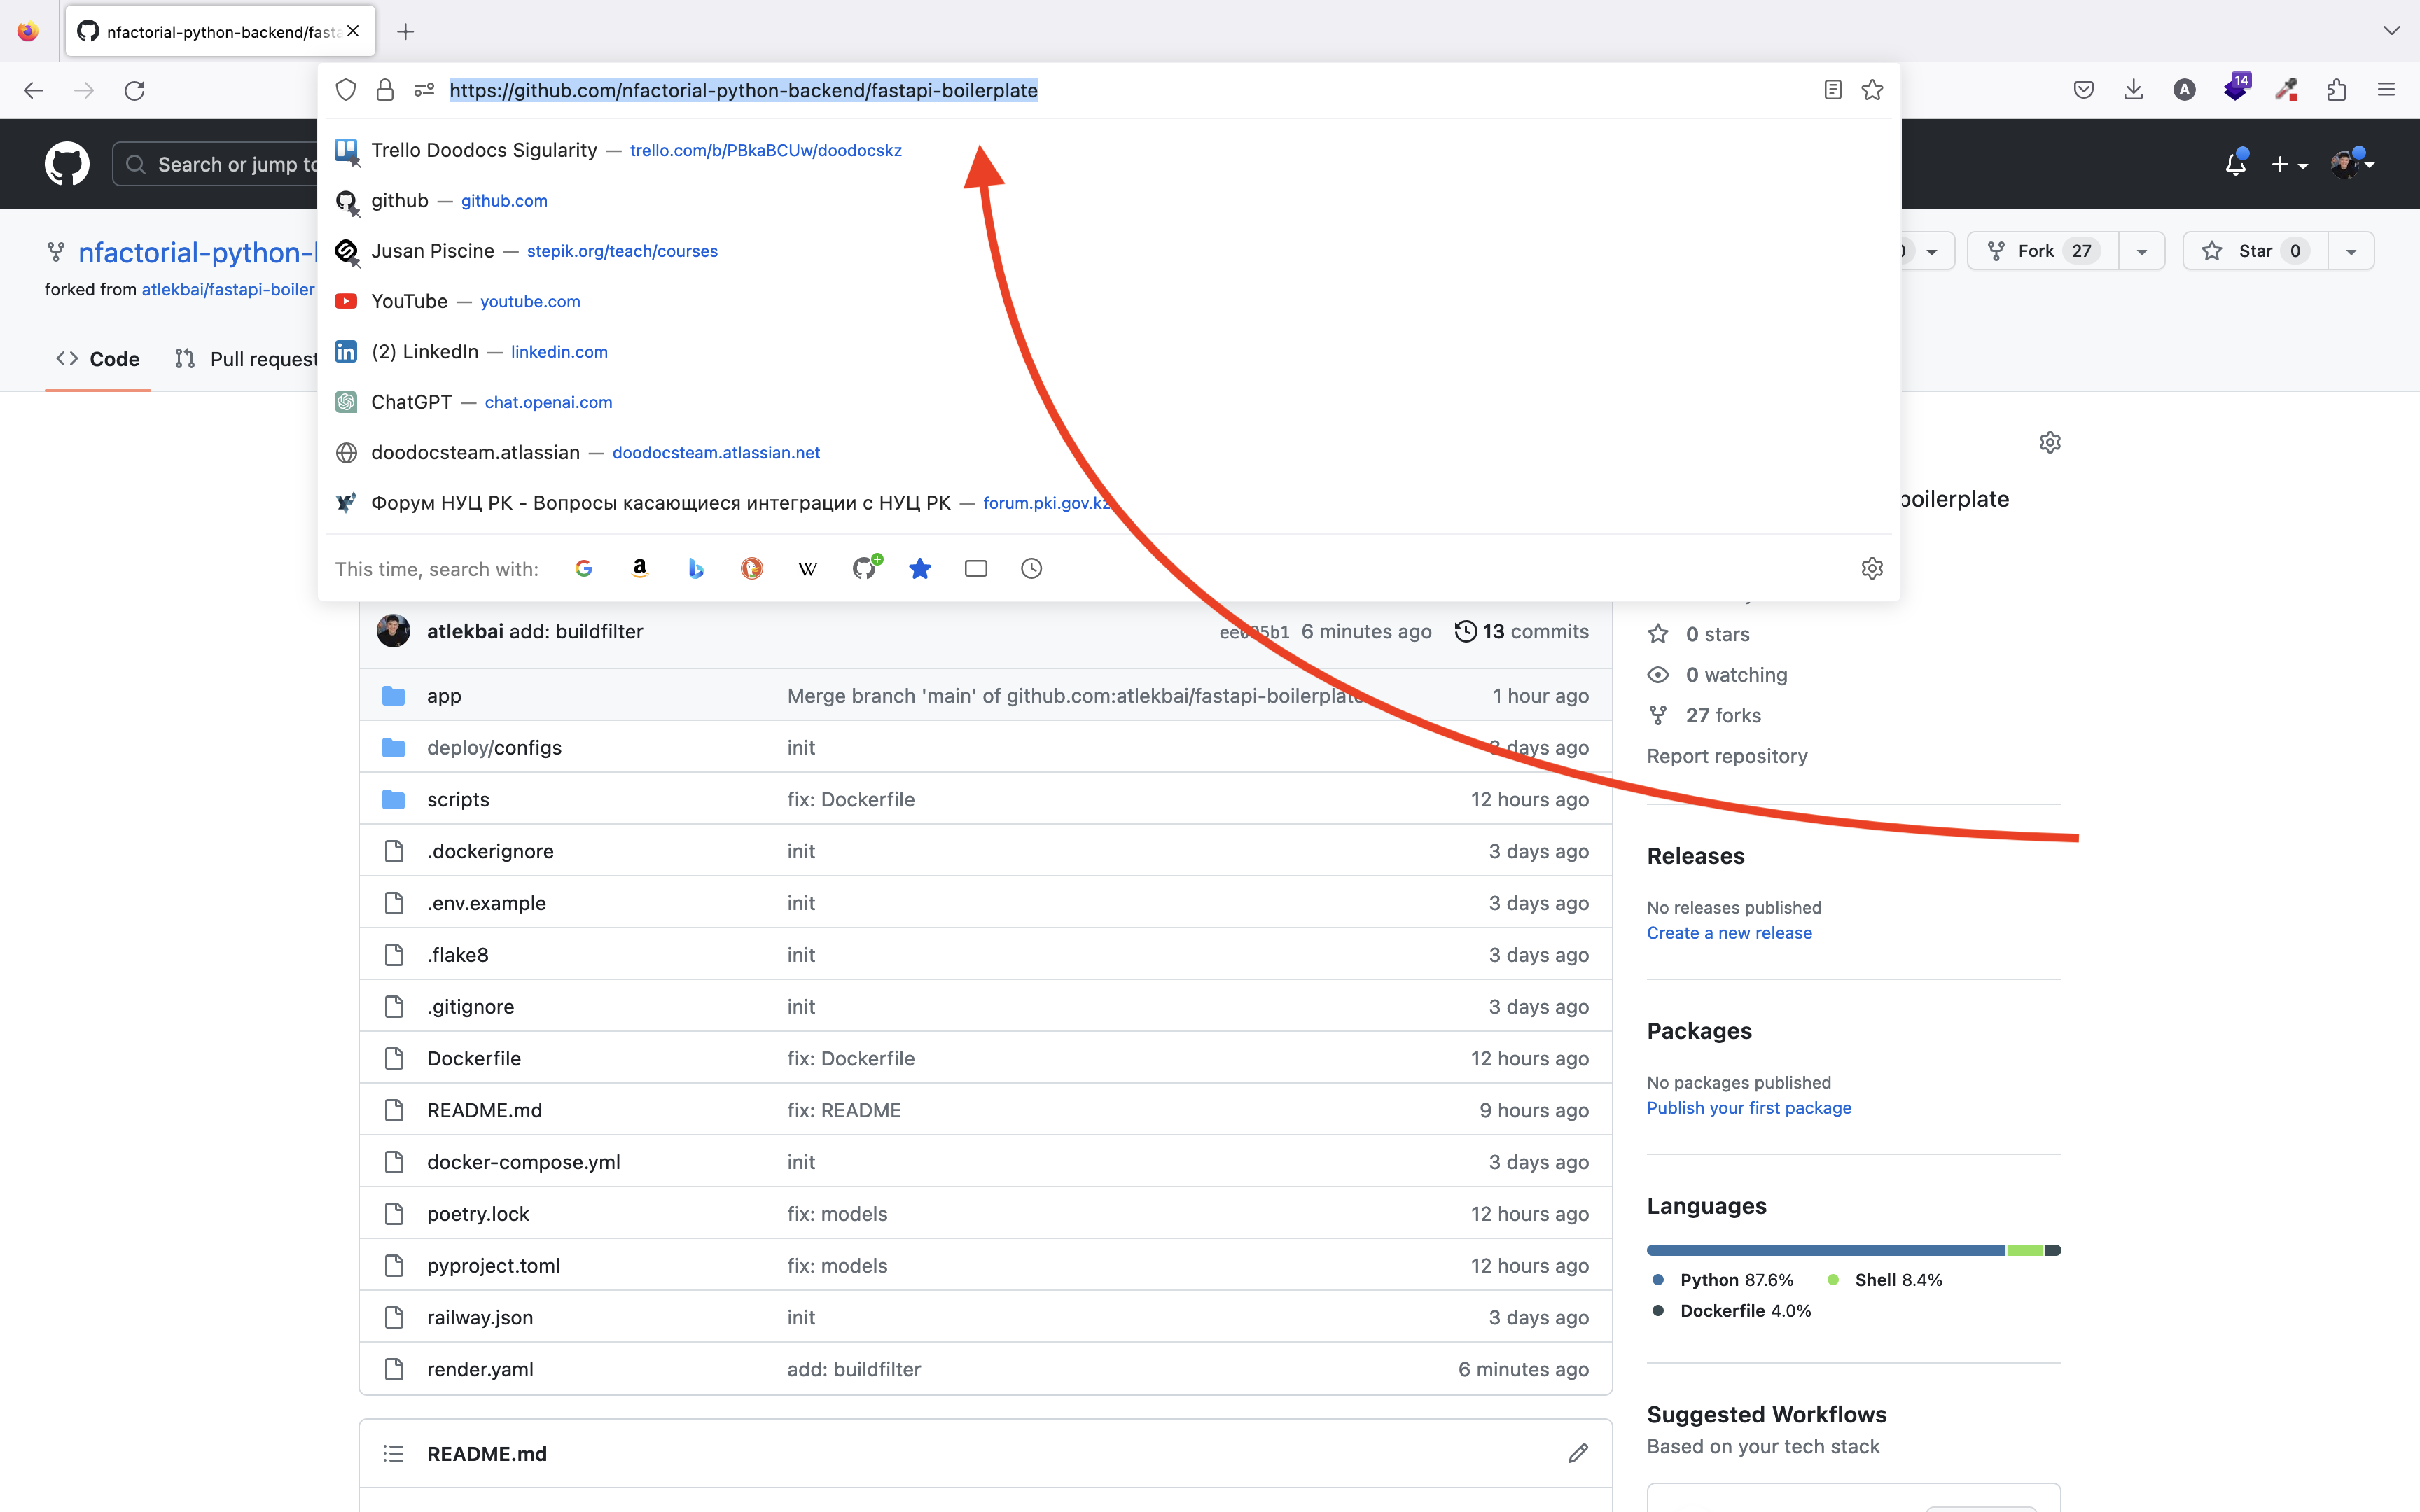 nfactorial-python-backend/fasta
https://github.com/nfactorial-python-backend/fastapi-boilerplate
A
14
Search or jump to
Trello Doodocs Sigularity — trello.com/b/PBkaBCUw/doodocskz
github — github.com
Jusan Piscine — stepik.org/teach/courses
YouTube — youtube.com
(2) LinkedIn — linkedin.com
ChatGPT — chat.openai.com
doodocsteam.atlassian — doodocsteam.atlassian.net
Форум НУЦ РК - Вопросы касающиеся интеграции с НУЦ РК — forum.pki.gov.kz
This time, search with:
nfactorial-python-
forked from atlekbai/fastapi-boiler
Fork 27
Star 0
Code
Pull request
boilerplate
atlekbai add: buildfilter 6 minutes ago 13 commits
app Merge branch 'main' of github.com:atlekbai/fastapi-boilerplate 1 hour ago
deploy/configs init 3 days ago
scripts fix: Dockerfile 12 hours ago
.dockerignore init 3 days ago
.env.example init 3 days ago
.flake8 init 3 days ago
.gitignore init 3 days ago
Dockerfile fix: Dockerfile 12 hours ago
README.md fix: README 9 hours ago
docker-compose.yml init 3 days ago
poetry.lock fix: models 12 hours ago
pyproject.toml fix: models 12 hours ago
railway.json init 3 days ago
render.yaml add: buildfilter 6 minutes ago
README.md
0 stars
0 watching
27 forks
Report repository
Releases
No releases published
Create a new release
Packages
No packages published
Publish your first package
Languages
Python 87.6% Shell 8.4%
Dockerfile 4.0%
Suggested Workflows
Based on your tech stack